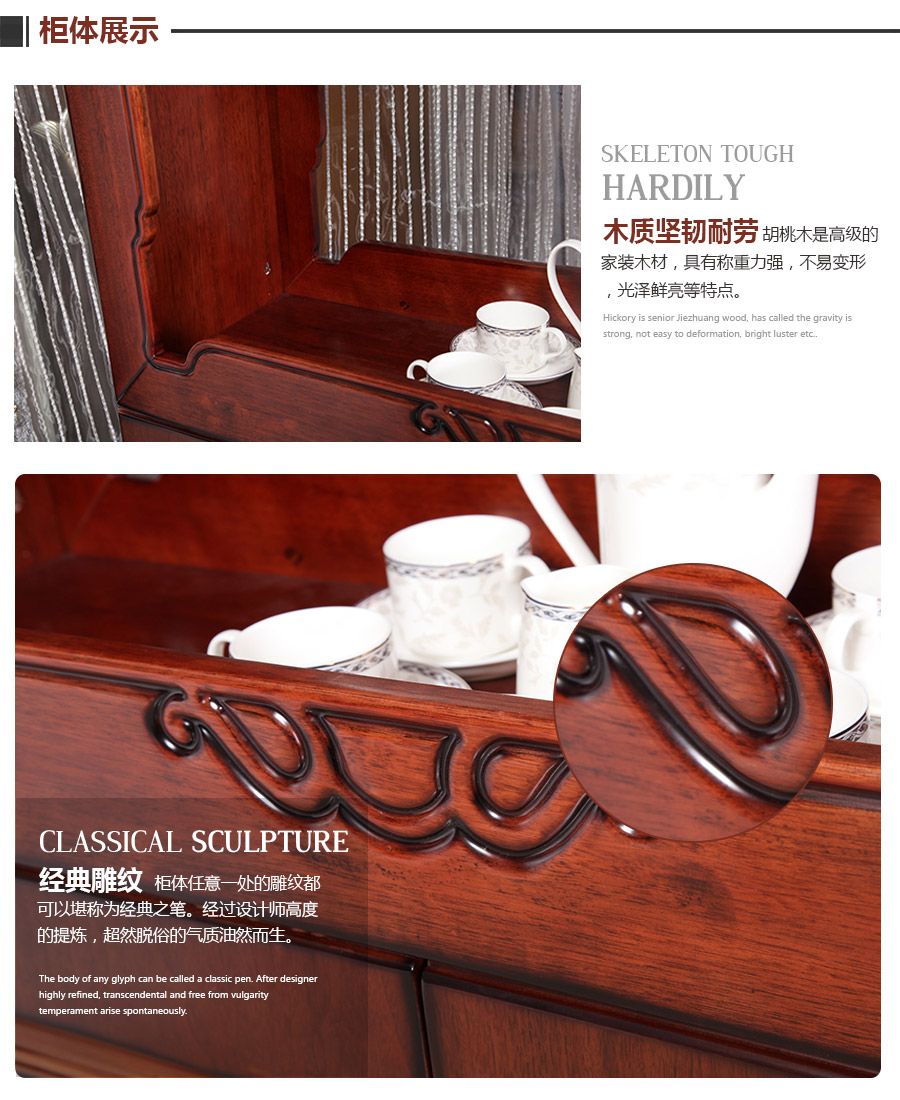 柜体展示
SKELETON TOUGH
HARDILY
木质坚韧耐劳 胡桃木是高级的
家装木材，具有称重力强，不易变形
，光泽鲜亮等特点。
Hickory is senior Jiezhuang wood, has called the gravity is
strong, not easy to deformation, bright luster etc..
CLASSICAL SCULPTURE
经典雕纹 柜体任意一处的雕纹都
可以堪称为经典之笔。经过设计师高度
的提炼，超然脱俗的气质油然而生。
The body of any glyph can be called a classic pen. After designer
highly refined, transcendental and free from vulgarity
temperament arise spontaneously.